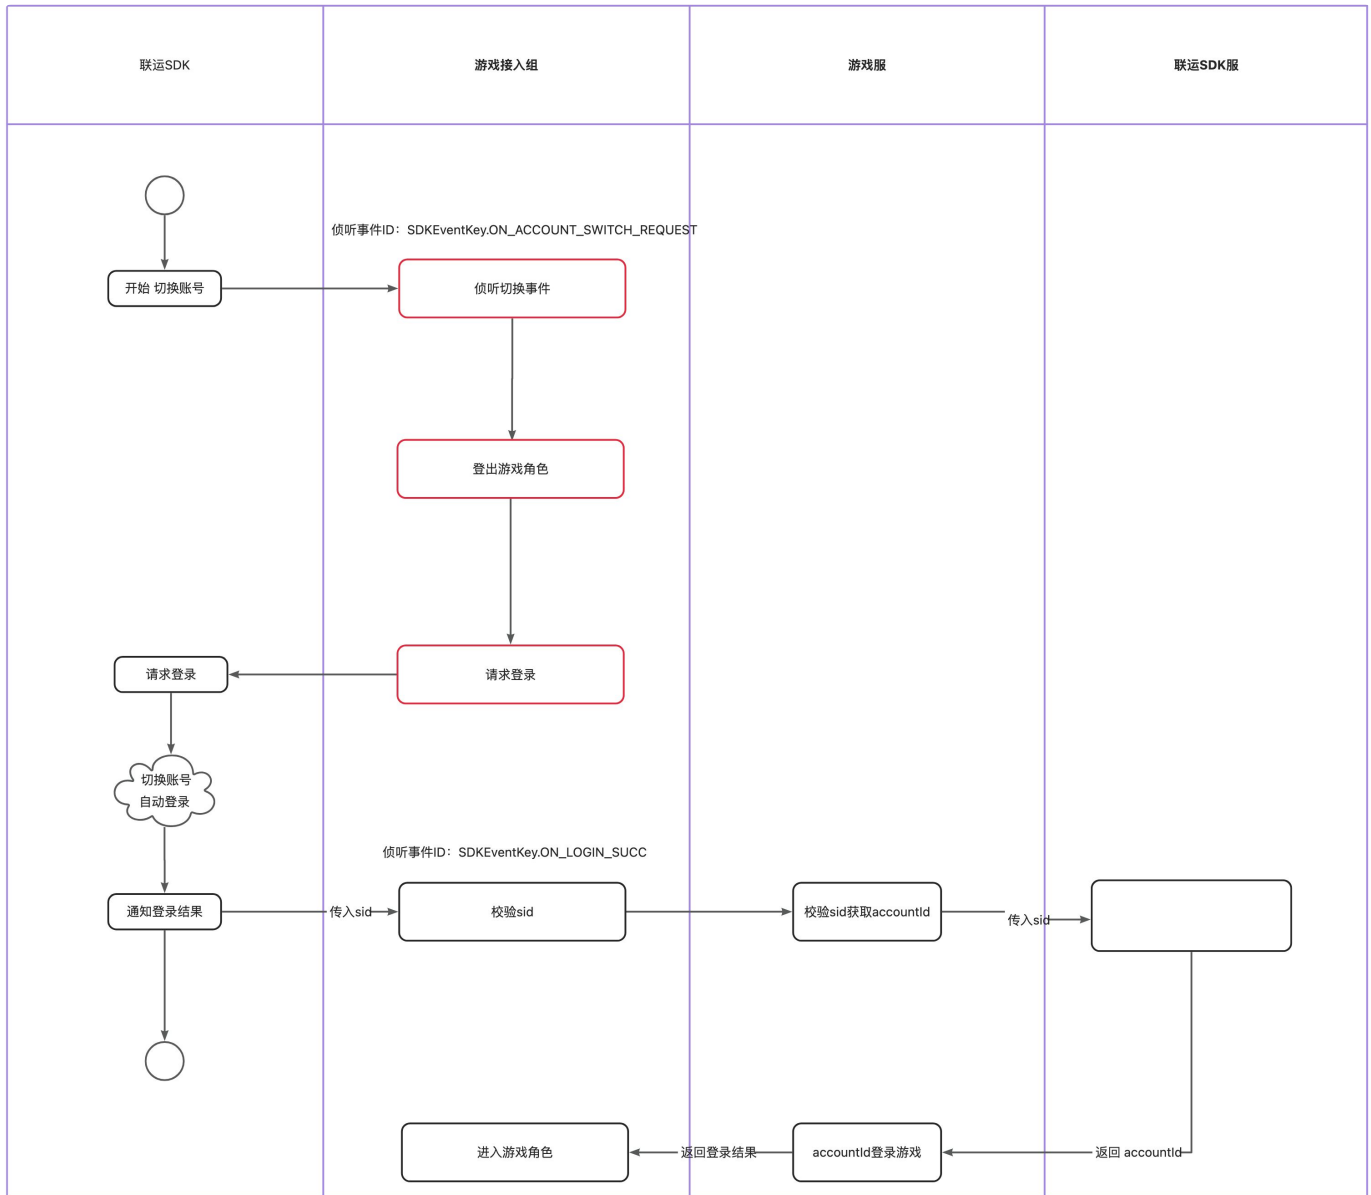 联运SDK
游戏接入组
游戏服
联运SDK服
侦听事件ID：SDKEventKey.ON_ACCOUNT_SWITCH_REQUEST
开始 切换账号
侦听切换事件
登出游戏角色
请求登录
请求登录
切换账号
自动登录
侦听事件ID：SDKEventKey.ON_LOGIN_SUCC
通知登录结果
传入sid
校验sid
校验sid获取accountId
传入sid
进入游戏角色
返回登录结果
accountId登录游戏
返回 accountId